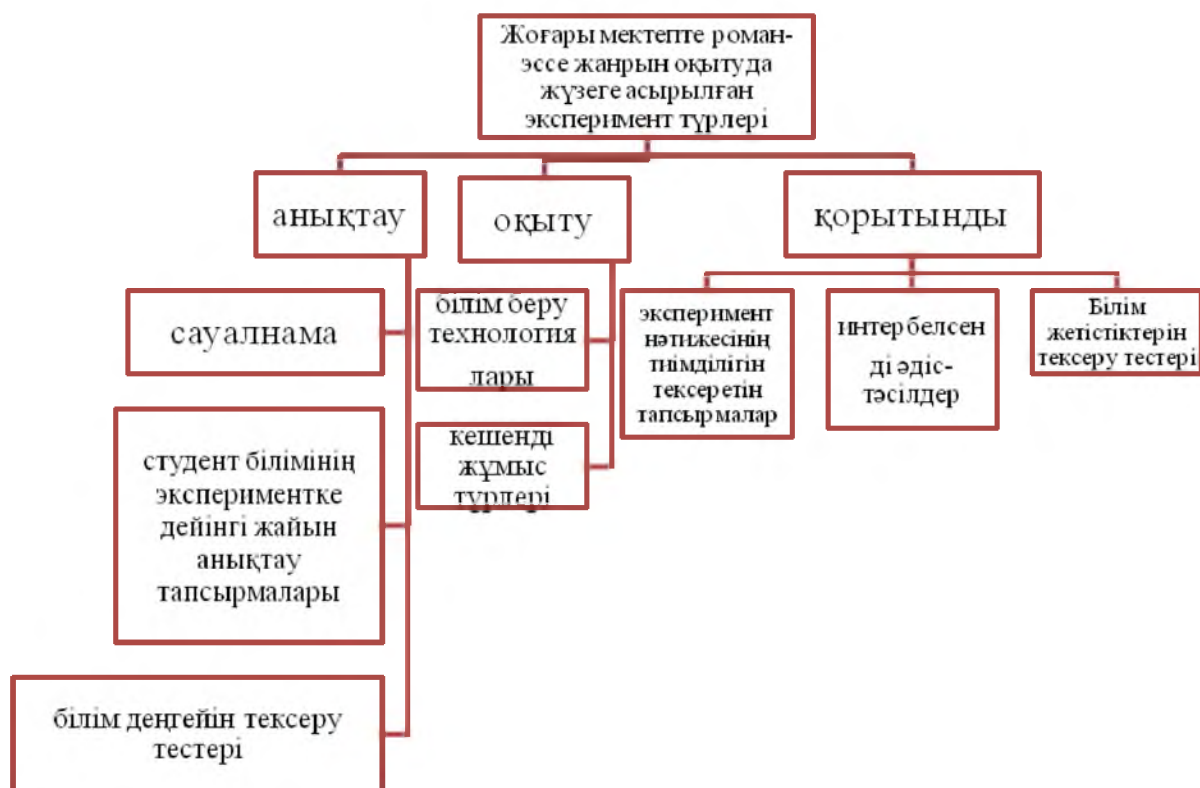 Жоғары мектепте роман-
эссе жанрын оқытуда
жүзеге асырылған
эксперимент түрлері
анықтау
оқыту
қорытынды
сауалнама
студент білімінің
экспериментке
дейінгі жайын
анықтау
тапсырмалары
білім деңгейін тексеру
тестері
білім беру
технология
лары
кешенді
жұмыс
түрлері
эксперимент
нәтижесінің
тиімділігін
тексеретін
тапсырмалар
интербелсен
ді әдіс-
тәсілдер
Білім
жетістіктерін
тексеру тестері